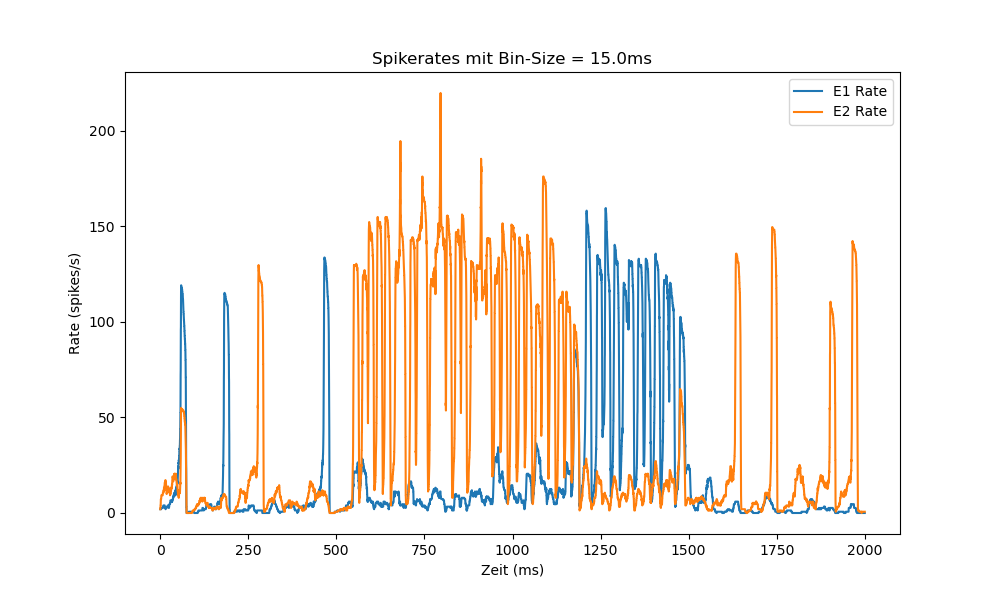 Spikerates mit Bin-Size = 15.0ms
E1 Rate
E2 Rate
Rate (spikes/s)
200
150
100
50
0
0 250 500 750 1000 1250 1500 1750 2000
Zeit (ms)